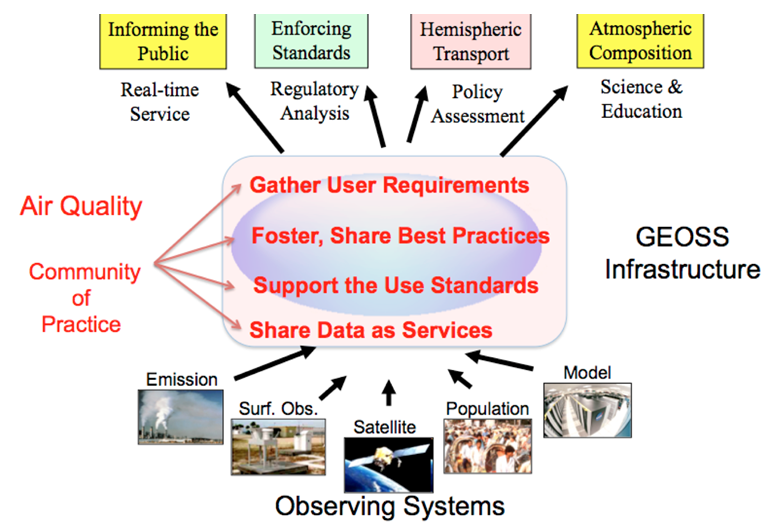 Informing the
Public
Enforcing
Standards
Hemispheric
Transport
Atmospheric
Composition
Real-time
Service
Regulatory
Analysis
Policy
Assessment
Science &
Education
Air Quality
Community
of
Practice
Gather User Requirements
Foster, Share Best Practices
Support the Use Standards
Share Data as Services
GEOSS
Infrastructure
Emission
Surf. Obs.
Satellite
Population
Model
Observing Systems